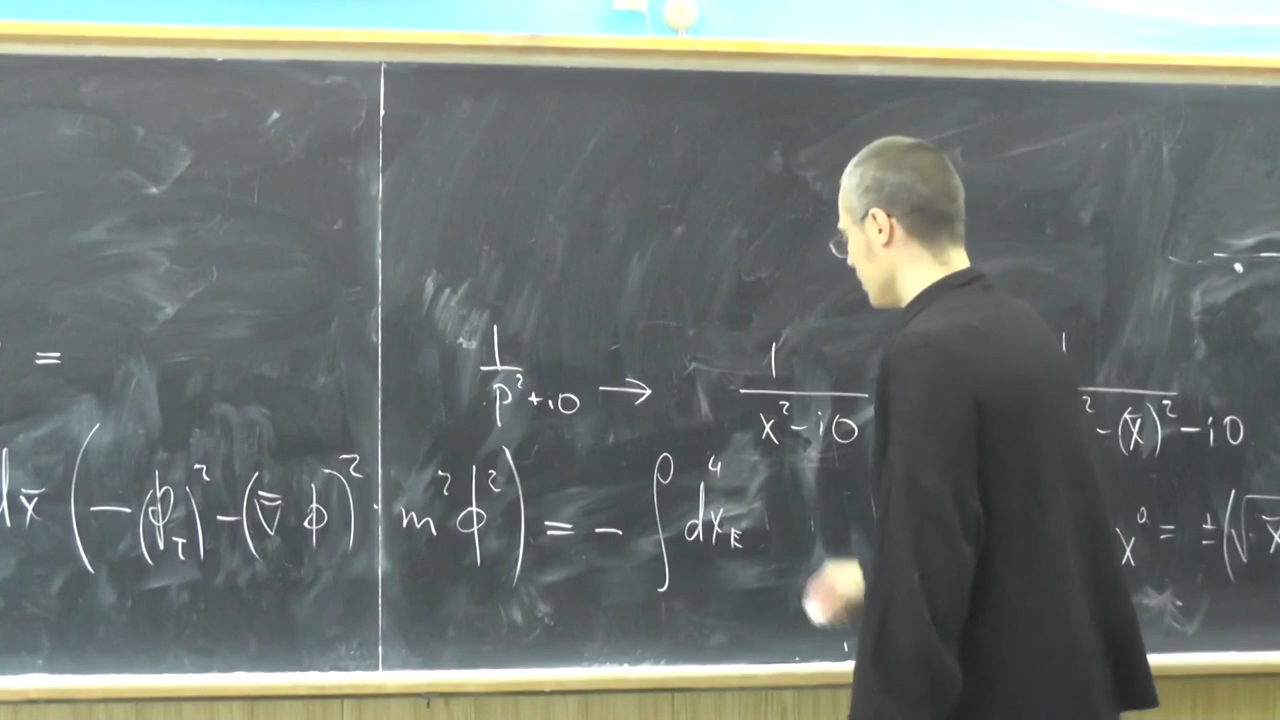 =
1/(p² + i0) → 1/(x² - i0)
1/(² - (x̄)² - i0)
dx̄ (-(ϕ_τ)² - (∇̄ϕ)² · m²ϕ²) = - ∫ d⁴x_E
x⁰ = ±(√x̄